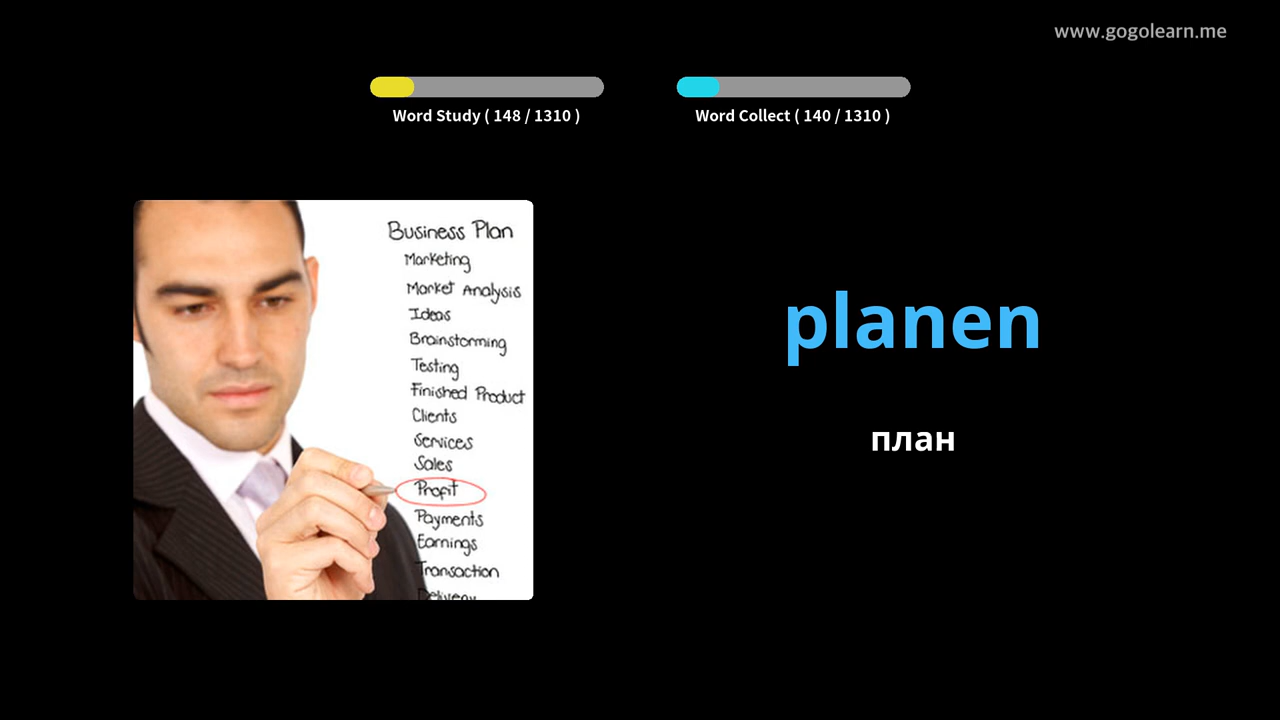 www.gogolearn.me
Word Study ( 148 / 1310 )
Word Collect ( 140 / 1310 )
Business Plan
Marketing
Market Analysis
Ideas
Brainstorming
Testing
Finished Product
Clients
Services
Sales
Profit
Payments
Earnings
Transaction
Delivery
planen
план